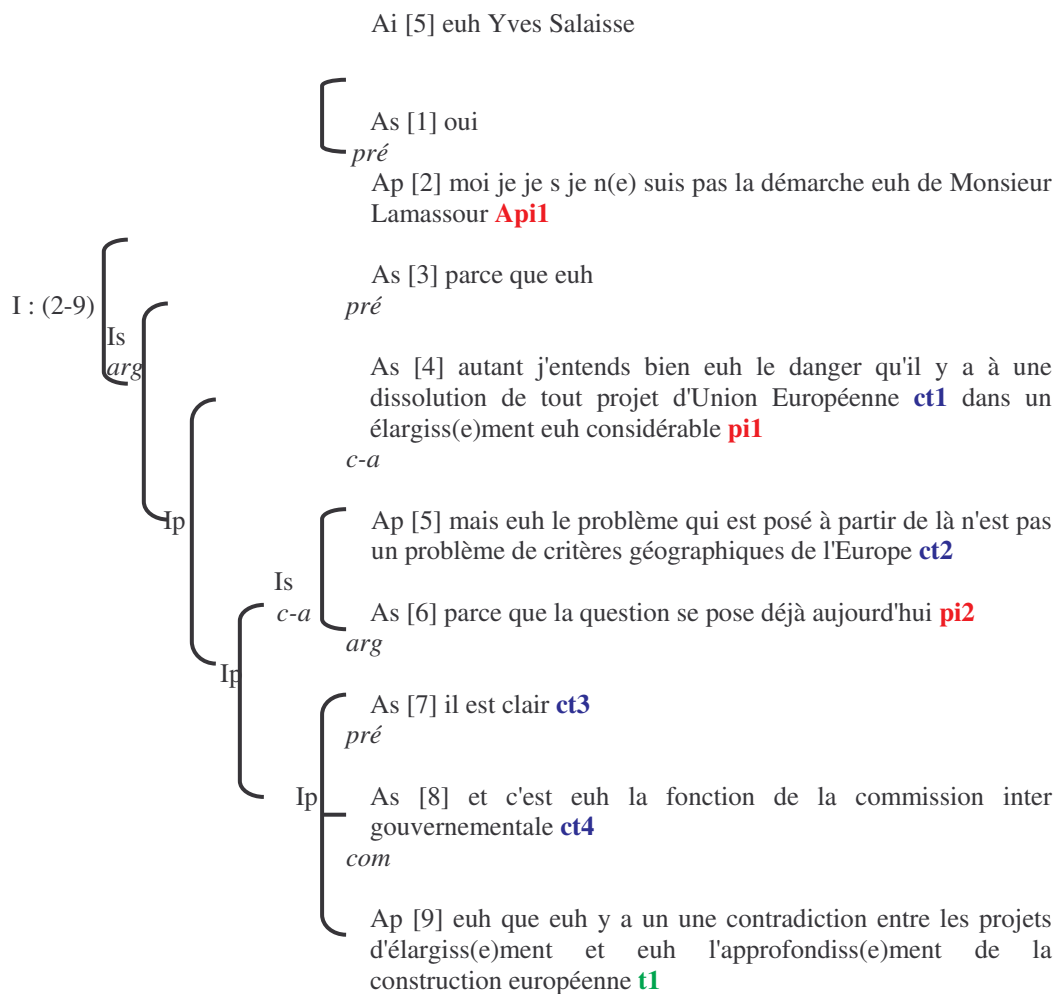 Ai [5] euh Yves Salaisse
As [1] oui
pré
Ap [2] moi je je s je n(e) suis pas la démarche euh de Monsieur
Lamassour Api1
As [3] parce que euh
I : (2-9)
pré
Is
arg
As [4] autant j'entends bien euh le danger qu'il y a à une
dissolution de tout projet d'Union Européenne ct1 dans un
élargiss(e)ment euh considérable pi1
c-a
Ip
Ap [5] mais euh le problème qui est posé à partir de là n'est pas
un problème de critères géographiques de l'Europe ct2
Is
c-a
As [6] parce que la question se pose déjà aujourd'hui pi2
arg
Ip
As [7] il est clair ct3
pré
Ip
As [8] et c'est euh la fonction de la commission inter
gouvernementale ct4
com
Ap [9] euh que euh y a un une contradiction entre les projets
d'élargiss(e)ment et euh l'approfondiss(e)ment de la
construction européenne t1